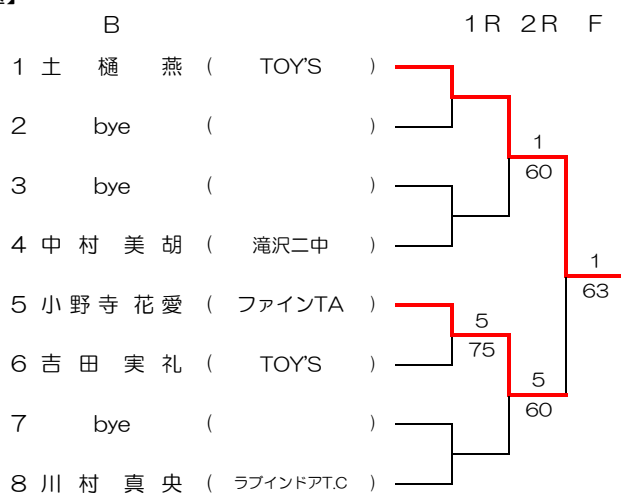 B 1R 2R F
1 土 樋 燕 ( TOY'S )
2 bye ( )
1
60
3 bye ( )
4 中 村 美 胡 ( 滝沢二中 )
1
63
5 小 野 寺 花 愛 ( ファインTA )
5
75
6 吉 田 実 礼 ( TOY'S )
5
60
7 bye ( )
8 川 村 真 央 ( ラブインドアT.C )